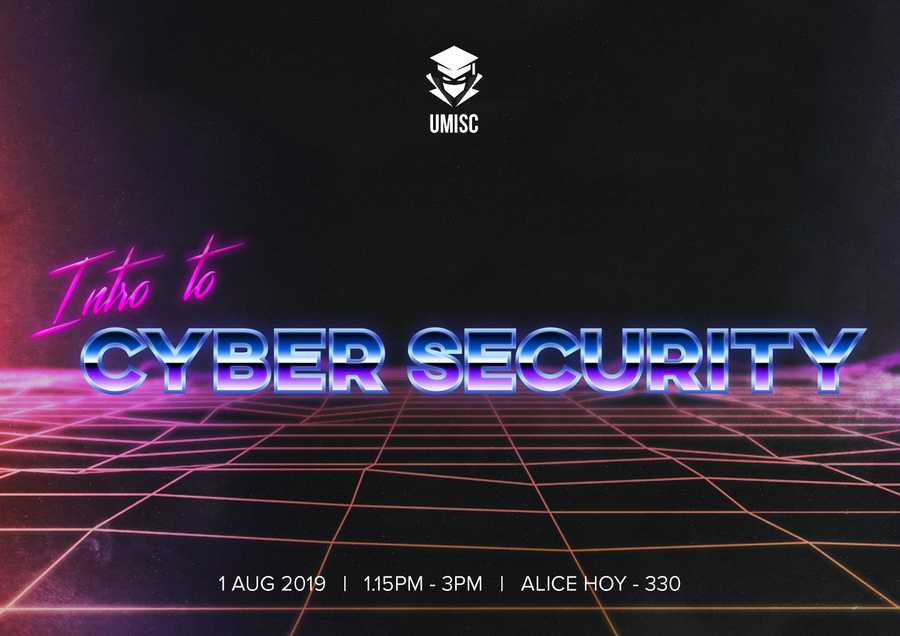 UMISC
Intro to
CYBER SECURITY
1 AUG 2019 | 1.15PM - 3PM | ALICE HOY - 330